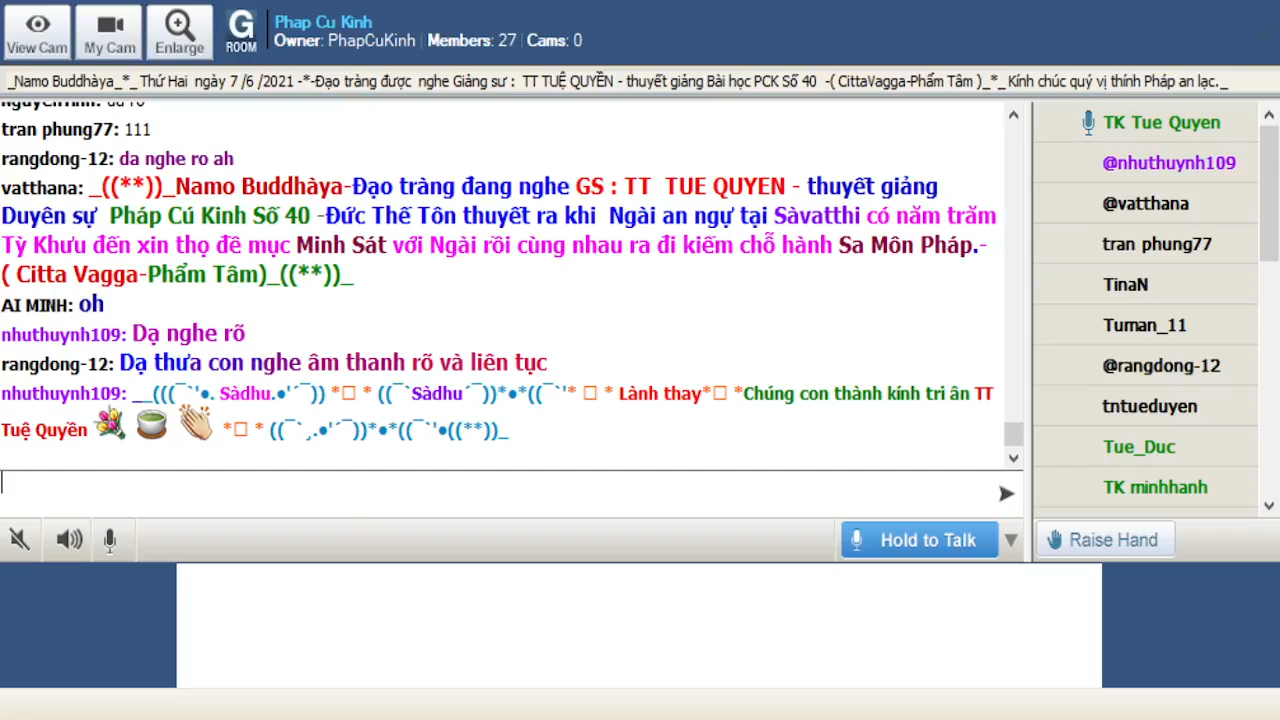 View Cam
My Cam
Enlarge
G
ROOM
Phap Cu Kinh
Owner: PhapCuKinh | Members: 27 | Cams: 0
_Namo Buddhàya_*_ Thứ Hai ngày 7 /6 /2021 -*-Đạo tràng được nghe Giảng sư : TT TUỆ QUYỀN - thuyết giảng Bài học PCK Số 40 -( CittaVagga-Phẩm Tâm )_*_ Kính chúc quý vị thính Pháp an lạc._
tran phung77: 111
rangdong-12: da nghe ro ah
vatthana: _((**))_Namo Buddhàya-Đạo tràng đang nghe GS : TT TUE QUYEN - thuyết giảng
Duyên sự Pháp Cú Kinh Số 40 -Đức Thế Tôn thuyết ra khi Ngài an ngự tại Sàvatthi có năm trăm
Tỳ Khưu đến xin thọ đề mục Minh Sát với Ngài rồi cùng nhau ra đi kiếm chỗ hành Sa Môn Pháp.-
( Citta Vagga-Phẩm Tâm)_((**))_
AI MINH: oh
nhuthuynh109: Dạ nghe rõ
rangdong-12: Dạ thưa con nghe âm thanh rõ và liên tục
nhuthuynh109: __(((¯`'•. Sàdhu.•'´¯)) *□ * ((¯`Sàdhu´¯))*•*((¯`'* □ * Lành thay*□ *Chúng con thành kính tri ân TT
Tuệ Quyền *□ * ((¯`¸.•'´¯))*•*((¯`'•((**))_
Hold to Talk
TK Tue Quyen
@nhuthuynh109
@vatthana
tran phung77
TinaN
Tuman_11
@rangdong-12
tntueduyen
Tue_Duc
TK minhhanh
Raise Hand